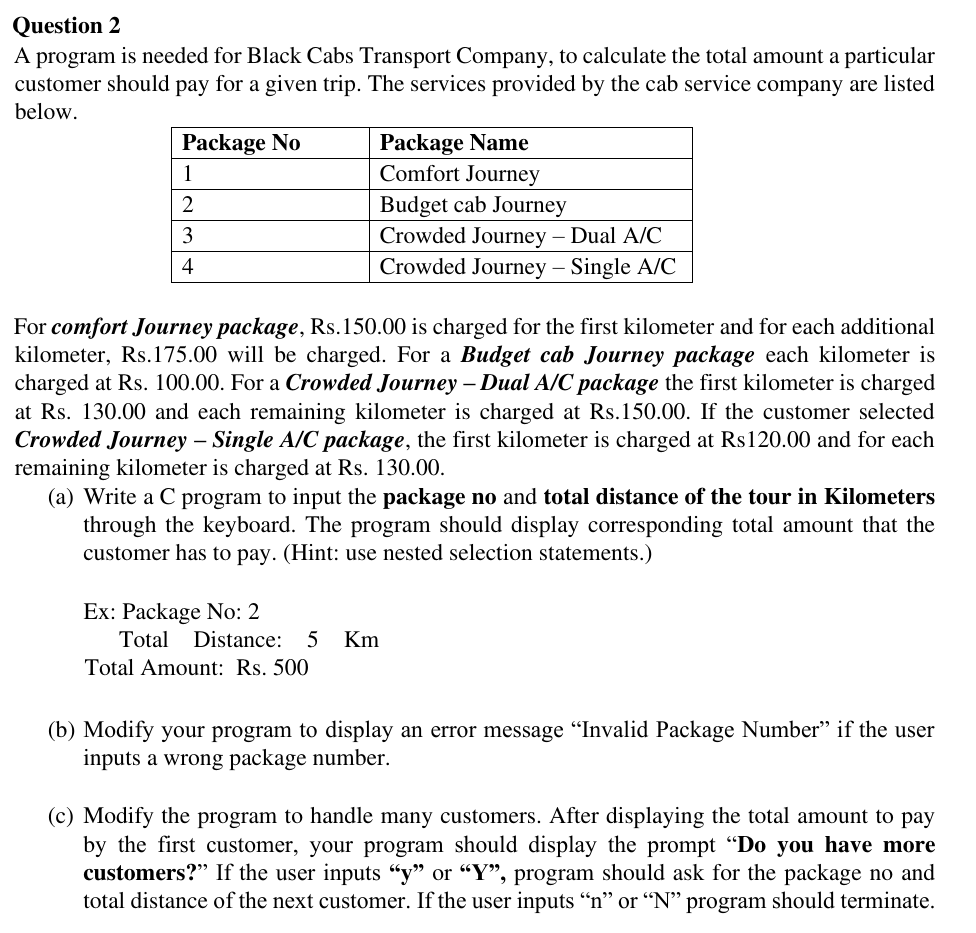 Question 2
A program is needed for Black Cabs Transport Company, to calculate the total amount a particular
customer should pay for a given trip. The services provided by the cab service company are listed
below.
Package No Package Name
1 Comfort Journey
2 Budget cab Journey
3 Crowded Journey – Dual A/C
4 Crowded Journey – Single A/C
For comfort Journey package, Rs.150.00 is charged for the first kilometer and for each additional
kilometer, Rs.175.00 will be charged. For a Budget cab Journey package each kilometer is
charged at Rs. 100.00. For a Crowded Journey – Dual A/C package the first kilometer is charged
at Rs. 130.00 and each remaining kilometer is charged at Rs.150.00. If the customer selected
Crowded Journey – Single A/C package, the first kilometer is charged at Rs120.00 and for each
remaining kilometer is charged at Rs. 130.00.
(a) Write a C program to input the package no and total distance of the tour in Kilometers
through the keyboard. The program should display corresponding total amount that the
customer has to pay. (Hint: use nested selection statements.)
Ex: Package No: 2
Total Distance: 5 Km
Total Amount: Rs. 500
(b) Modify your program to display an error message “Invalid Package Number” if the user
inputs a wrong package number.
(c) Modify the program to handle many customers. After displaying the total amount to pay
by the first customer, your program should display the prompt “Do you have more
customers?” If the user inputs “y” or “Y”, program should ask for the package no and
total distance of the next customer. If the user inputs “n” or “N” program should terminate.